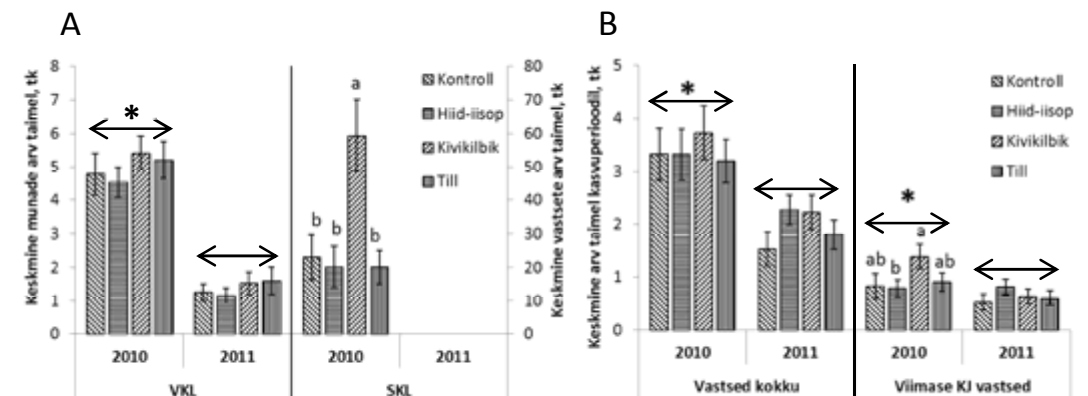 A
Keskmine munade arv taimel, tk
8
7
6
5
4
3
2
1
0
*
a
b
b
b
Kontroll
Hiid-iisop
Kivikilbik
Till
80
70
60
50
40
30
20
10
0
Keskmine vastsete arv taimel, tk
2010
2011
2010
2011
VKL
SKL
B
Keskmine arv taimel kasvuperioodil, tk
5
4
3
2
1
0
*
*
ab
b
a
ab
Kontroll
Hiid-iisop
Kivikilbik
Till
2010
2011
2010
2011
Vastsed kokku
Viimase KJ vastsed